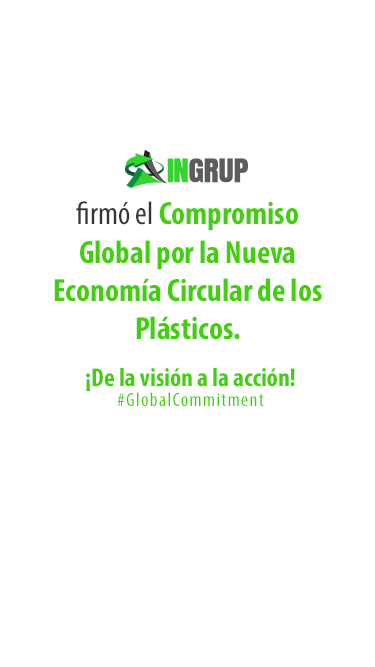 INGRUP
firmó el Compromiso
Global por la Nueva
Economía Circular de los
Plásticos.
¡De la visión a la acción!
#GlobalCommitment